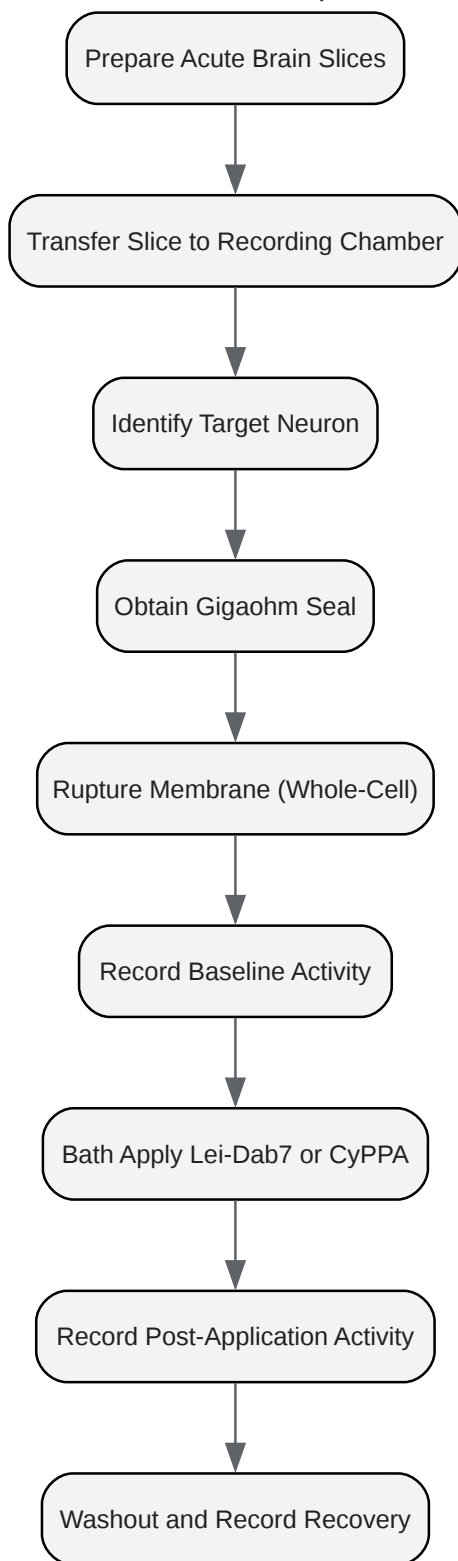 Prepare Acute Brain Slices
Transfer Slice to Recording Chamber
Identify Target Neuron
Obtain Gigaohm Seal
Rupture Membrane (Whole-Cell)
Record Baseline Activity
Bath Apply Lei-Dab7 or CyPPA
Record Post-Application Activity
Washout and Record Recovery